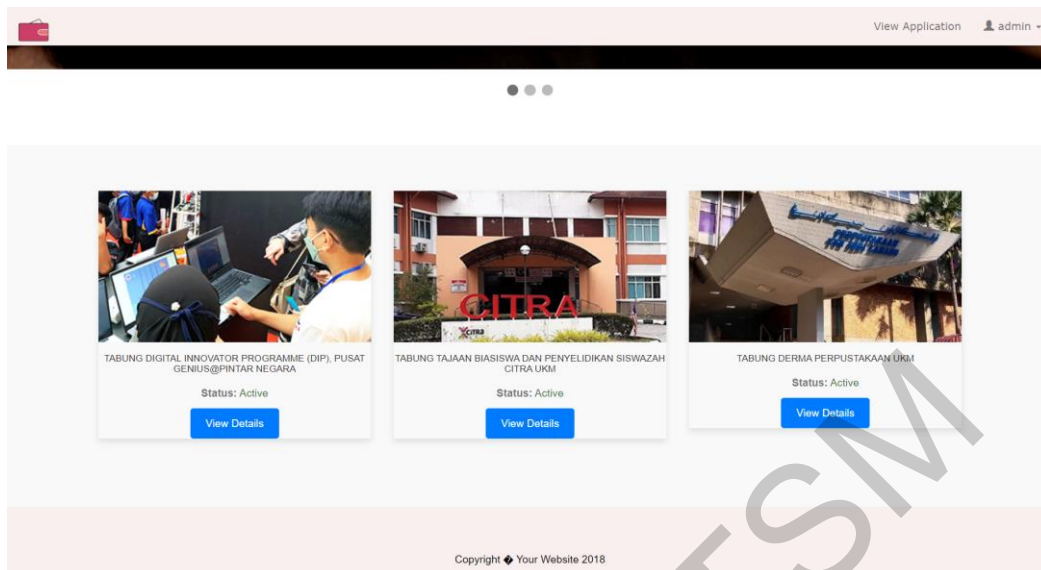 View Application admin
CITRA
CITRA
PERPUSTAKAAN
TABUNG DIGITAL INNOVATOR PROGRAMME (DIP), PUSAT
GENIUS@PINTAR NEGARA
Status: Active
View Details
TABUNG TAJAAN BIASISWA DAN PENYELIDIKAN SISWAZAH
CITRA UKM
Status: Active
View Details
TABUNG DERMA PERPUSTAKAAN UKM
Status: Active
View Details
Copyright � Your Website 2018